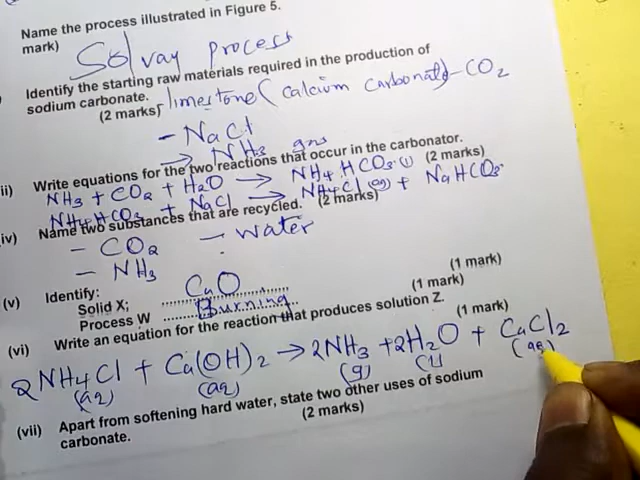 Name the process illustrated in Figure 5.
mark)
Solvay process
Identify the starting raw materials required in the production of
sodium carbonate.
(2 marks) - limestone (calcium carbonate) - CO2
- NaCl
→ NH3 gas
ii) Write equations for the two reactions that occur in the carbonator.
(2 marks)
NH3 + CO2 + H2O → NH4HCO3 (l)
NH4HCO3 + NaCl → NH4Cl (g) + NaHCO3.
iv) Name two substances that are recycled. (2 marks)
- CO2 - water
- NH3
(v) Identify: (1 mark)
Solid X; CaO (1 mark)
Process W Burning
(vi) Write an equation for the reaction that produces solution Z. (1 mark)
2NH4Cl + Ca(OH)2 → 2NH3 + 2H2O + CaCl2
(aq) (aq) (g) (l) (aq)
(vii) Apart from softening hard water, state two other uses of sodium
carbonate. (2 marks)